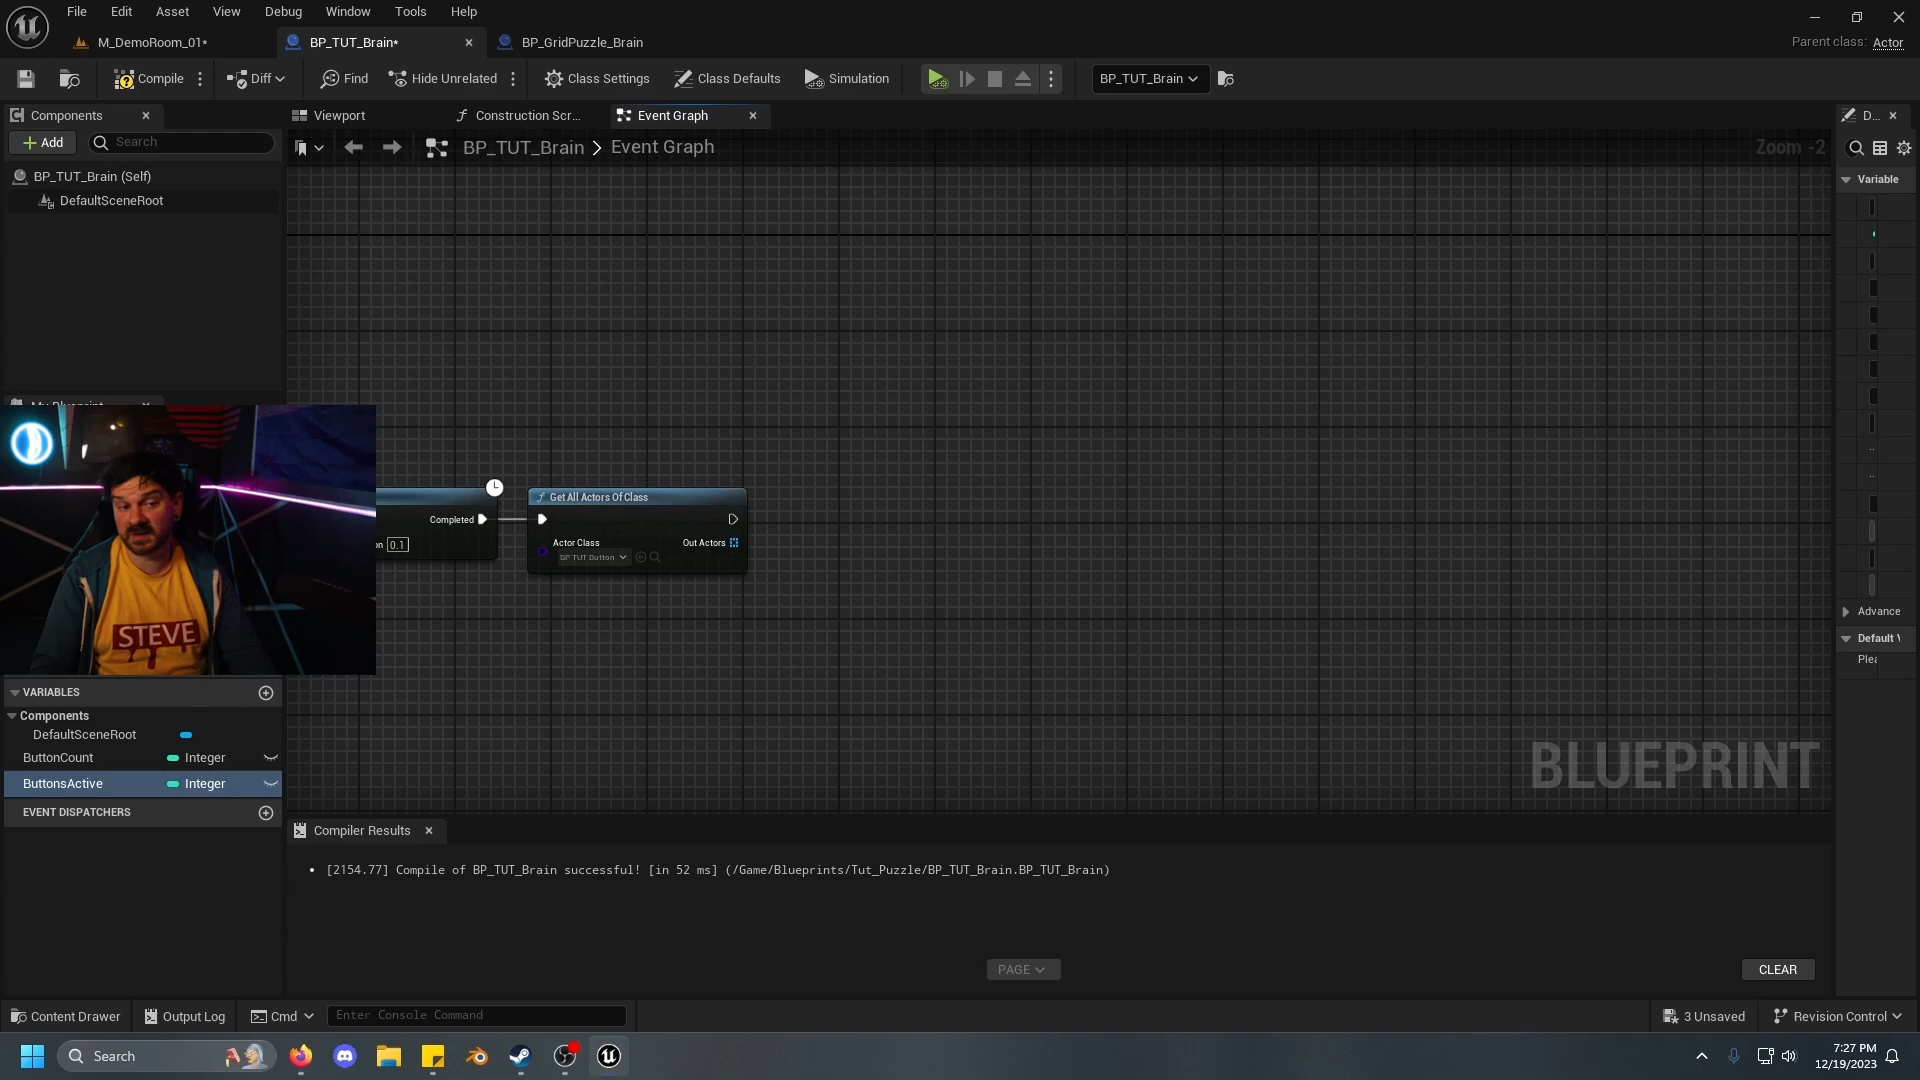 File Edit Asset View Debug Window Tools Help
M_DemoRoom_01*
BP_TUT_Brain*
BP_GridPuzzle_Brain
Parent class: Actor
Compile
Diff
Find
Hide Unrelated
Class Settings
Class Defaults
Simulation
BP_TUT_Brain
Components
Viewport
Construction Scr...
Event Graph
D...
Add
Search
BP_TUT_Brain > Event Graph
Zoom -2
BP_TUT_Brain (Self)
DefaultSceneRoot
Variable
Get All Actors Of Class
Completed
0.1
Actor Class
BP TUT Button
Out Actors
STEVE
Advance
Default V
Plea
VARIABLES
Components
DefaultSceneRoot
ButtonCount Integer
ButtonsActive Integer
EVENT DISPATCHERS
BLUEPRINT
Compiler Results
[2154.77] Compile of BP_TUT_Brain successful! [in 52 ms] (/Game/Blueprints/Tut_Puzzle/BP_TUT_Brain.BP_TUT_Brain)
PAGE
CLEAR
Content Drawer
Output Log
Cmd
Enter Console Command
3 Unsaved
Revision Control
Search
7:27 PM
12/19/2023